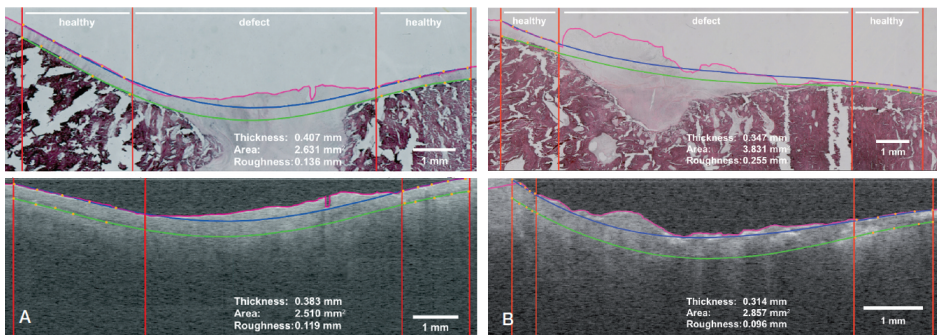 healthy
defect
healthy
Thickness: 0.407 mm
Area: 2.631 mm
Roughness: 0.136 mm
1 mm
healthy
defect
healthy
Thickness: 0.347 mm
Area: 3.831 mm
Roughness: 0.255 mm
1 mm
A
Thickness: 0.383 mm
Area: 2.510 mm²
Roughness: 0.119 mm
1 mm
B
Thickness: 0.314 mm
Area: 2.857 mm²
Roughness: 0.096 mm
1 mm